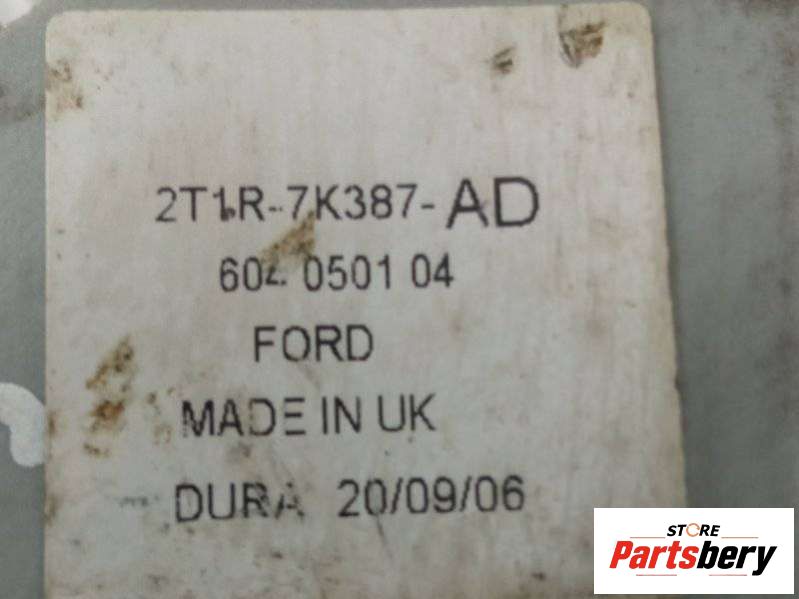 2T1R-7K387-AD
604 0501 04
FORD
MADE IN UK
DURA 20/09/06
STORE
Partsbery